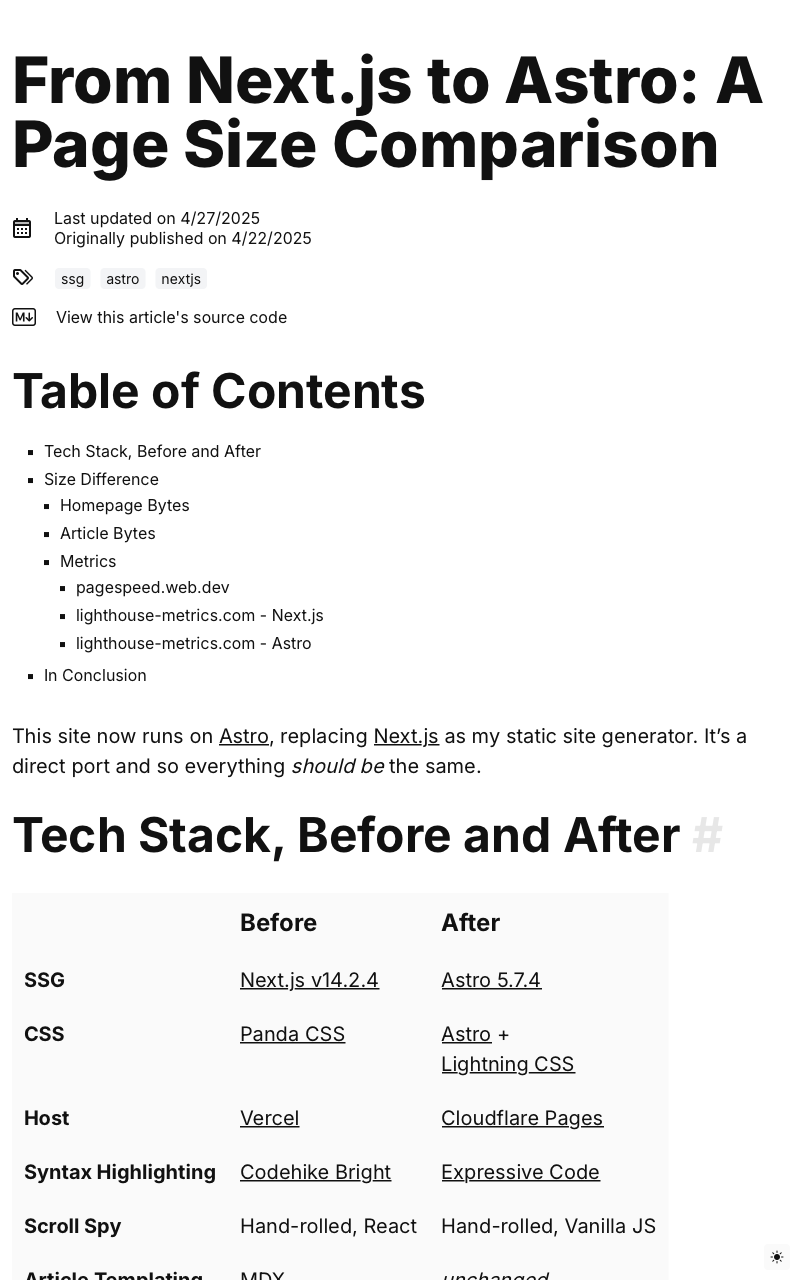 From Next.js to Astro: A
Page Size Comparison
Last updated on 4/27/2025
Originally published on 4/22/2025
ssg astro nextjs
View this article's source code
Table of Contents
Tech Stack, Before and After
Size Difference
Homepage Bytes
Article Bytes
Metrics
pagespeed.web.dev
lighthouse-metrics.com - Next.js
lighthouse-metrics.com - Astro
In Conclusion
This site now runs on Astro, replacing Next.js as my static site generator. It’s a
direct port and so everything should be the same.
Tech Stack, Before and After #
Before After
SSG Next.js v14.2.4 Astro 5.7.4
CSS Panda CSS Astro +
Lightning CSS
Host Vercel Cloudflare Pages
Syntax Highlighting Codehike Bright Expressive Code
Scroll Spy Hand-rolled, React Hand-rolled, Vanilla JS
Article Templating MDX unchanged